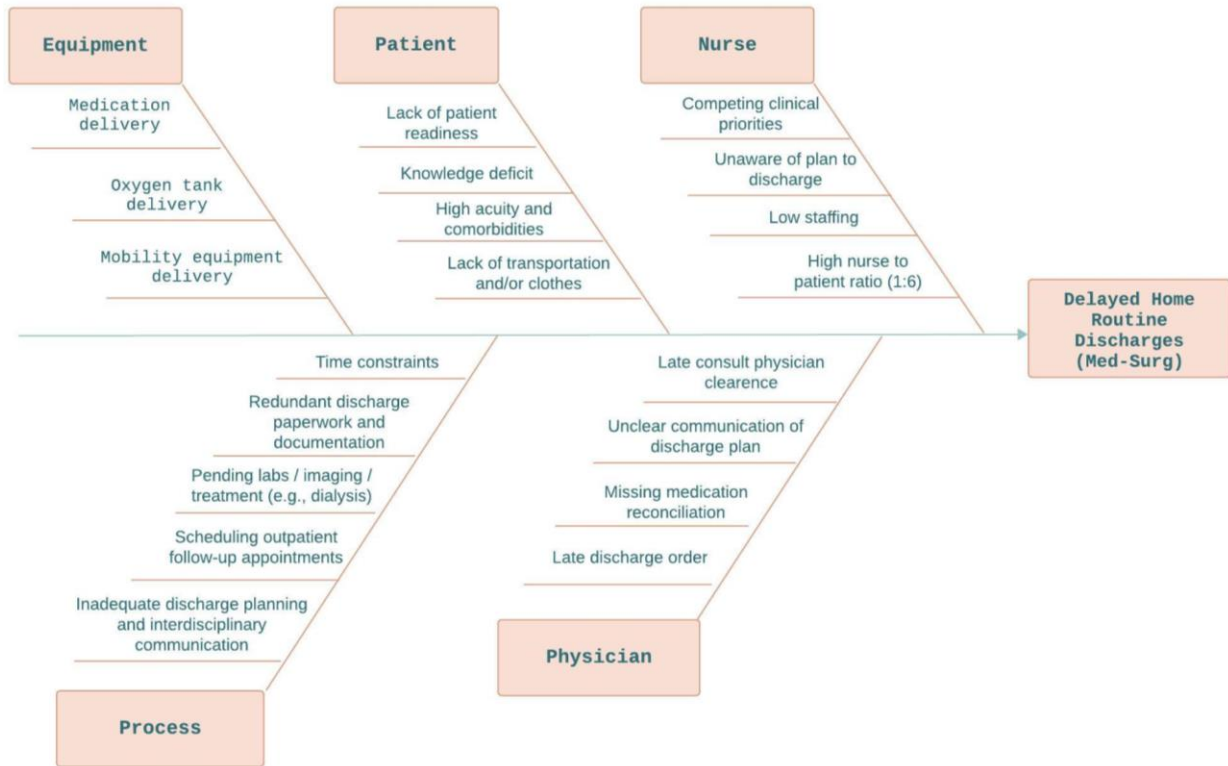 Equipment
Patient
Nurse
Medication
delivery
Oxygen tank
delivery
Mobility equipment
delivery
Lack of patient
readiness
Knowledge deficit
High acuity and
comorbidities
Lack of transportation
and/or clothes
Competing clinical
priorities
Unaware of plan to
discharge
Low staffing
High nurse to
patient ratio (1:6)
Delayed Home
Routine
Discharges
(Med-Surg)
Time constraints
Redundant discharge
paperwork and
documentation
Pending labs / imaging /
treatment (e.g., dialysis)
Scheduling outpatient
follow-up appointments
Inadequate discharge planning
and interdisciplinary
communication
Process
Late consult physician
clearence
Unclear communication of
discharge plan
Missing medication
reconciliation
Late discharge order
Physician